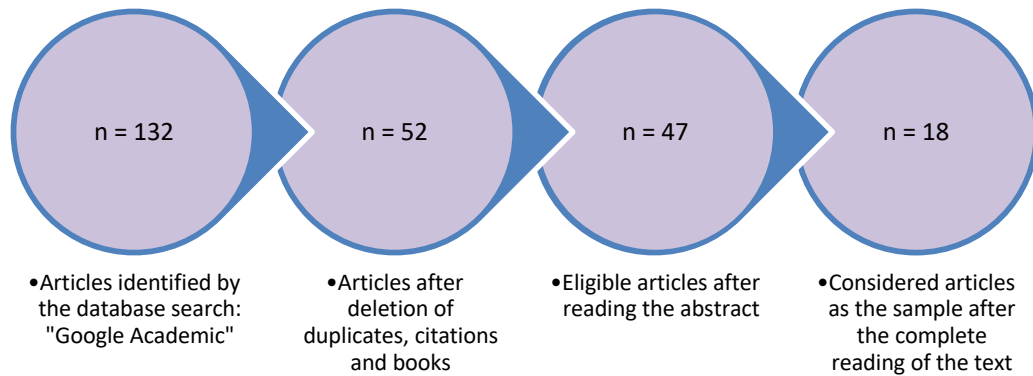 n = 132
n = 52
n = 47
n = 18
•Articles identified by
the database search:
"Google Academic"
•Articles after
deletion of
duplicates, citations
and books
•Eligible articles after
reading the abstract
•Considered articles
as the sample after
the complete
reading of the text